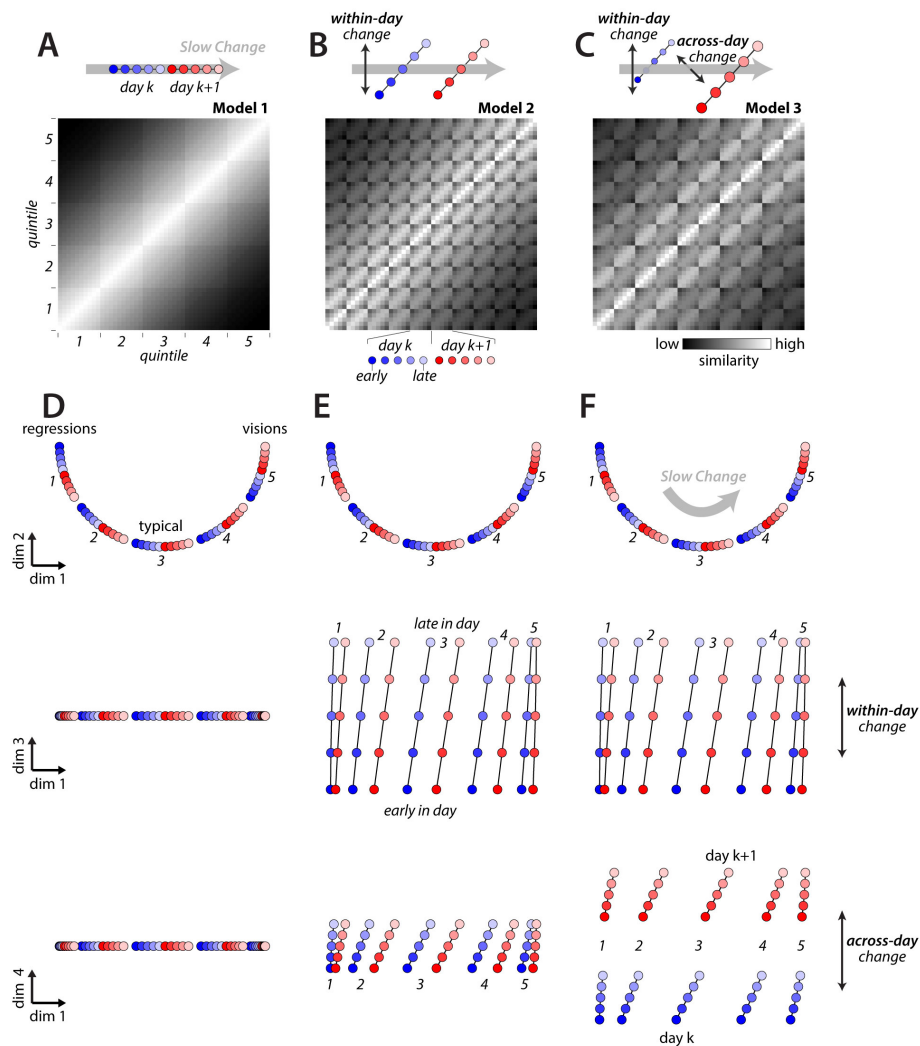 A
B
C
Slow Change
day k
day k+1
within-day
change
within-day
change
across-day
change
Model 1
Model 2
Model 3
5
4
3
2
1
quintile
1 2 3 4 5
quintile
day k
day k+1
early
late
low
high
similarity
D
E
F
regressions
visions
1
2
3
4
5
typical
dim 2
dim 1
1
2
3
4
5
Slow Change
1
2
3
4
5
dim 3
dim 1
late in day
1 2 3 4 5
early in day
1 2 3 4 5
within-day
change
dim 4
dim 1
1 2 3 4 5
day k+1
1 2 3 4 5
day k
across-day
change